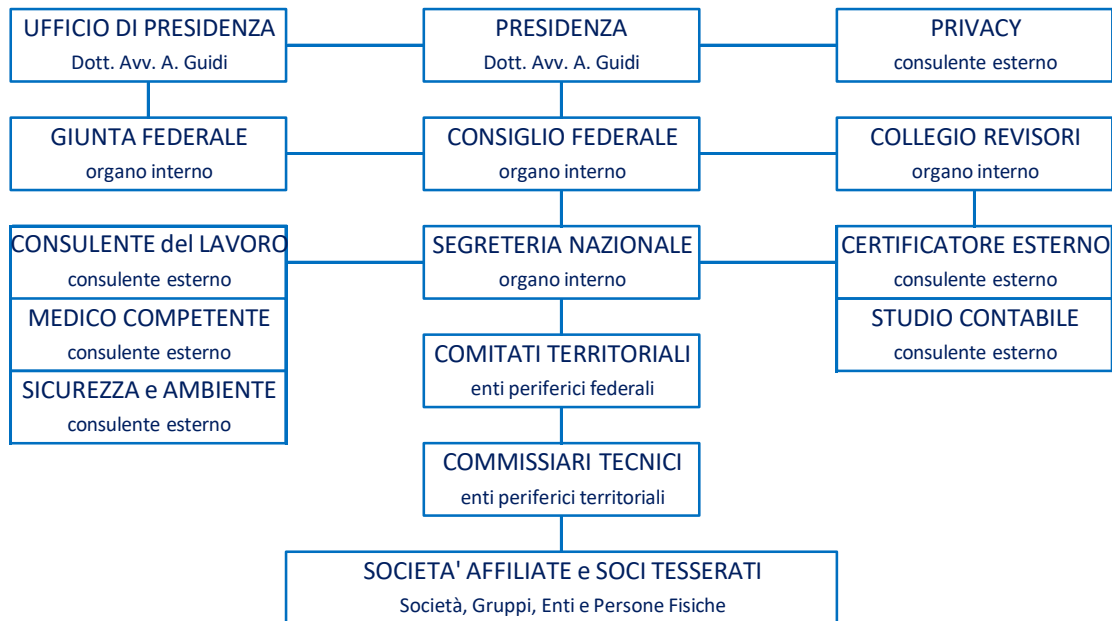 UFFICIO DI PRESIDENZA
Dott. Avv. A. Guidi
PRESIDENZA
Dott. Avv. A. Guidi
PRIVACY
consulente esterno
GIUNTA FEDERALE
organo interno
CONSIGLIO FEDERALE
organo interno
COLLEGIO REVISORI
organo interno
CONSULENTE del LAVORO
consulente esterno
SEGRETERIA NAZIONALE
organo interno
CERTIFICATORE ESTERNO
consulente esterno
MEDICO COMPETENTE
consulente esterno
STUDIO CONTABILE
consulente esterno
COMITATI TERRITORIALI
enti periferici federali
SICUREZZA e AMBIENTE
consulente esterno
COMMISSIARI TECNICI
enti periferici territoriali
SOCIETA' AFFILIATE e SOCI TESSERATI
Società, Gruppi, Enti e Persone Fisiche